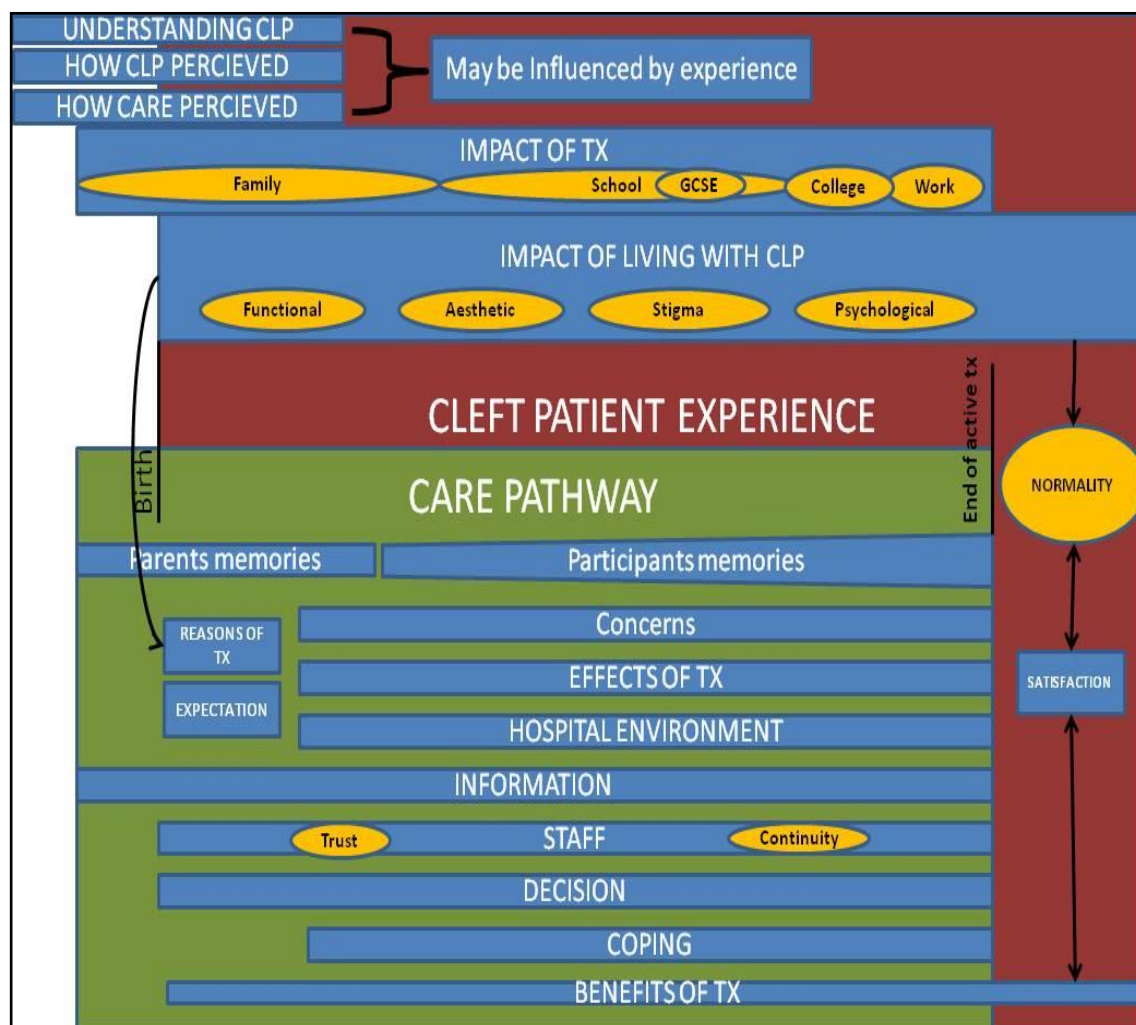 UNDERSTANDING CLP
HOW CLP PERCIEVED
HOW CARE PERCIEVED
May be Influenced by experience
IMPACT OF TX
Family
School
GCSE
College
Work
IMPACT OF LIVING WITH CLP
Functional
Aesthetic
Stigma
Psychological
Birth
CLEFT PATIENT EXPERIENCE
End of active tx
CARE PATHWAY
NORMALITY
Parents memories
Participants memories
Concerns
REASONS OF
TX
EFFECTS OF TX
SATISFACTION
EXPECTATION
HOSPITAL ENVIRONMENT
INFORMATION
Trust
STAFF
Continuity
DECISION
COPING
BENEFITS OF TX